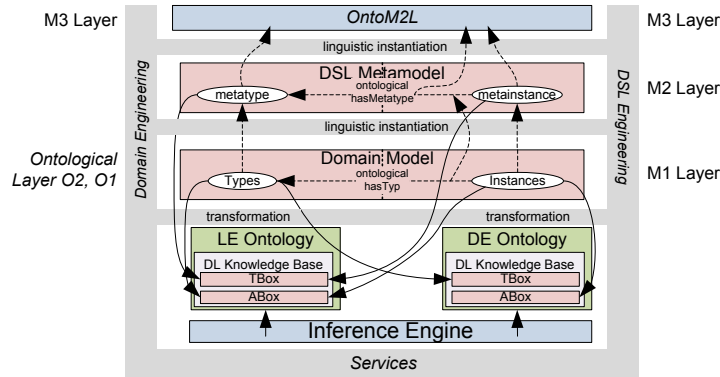 M3 Layer
OntoM2L
M3 Layer
linguistic instantiation
Domain Engineering
DSL Engineering
DSL Metamodel
metatype
ontological
hasMetatype
metainstance
M2 Layer
linguistic instantiation
Ontological
Layer O2, O1
Domain Model
Types
ontological
hasTyp
Instances
M1 Layer
transformation
transformation
LE Ontology
DL Knowledge Base
TBox
ABox
DE Ontology
DL Knowledge Base
TBox
ABox
Inference Engine
Services